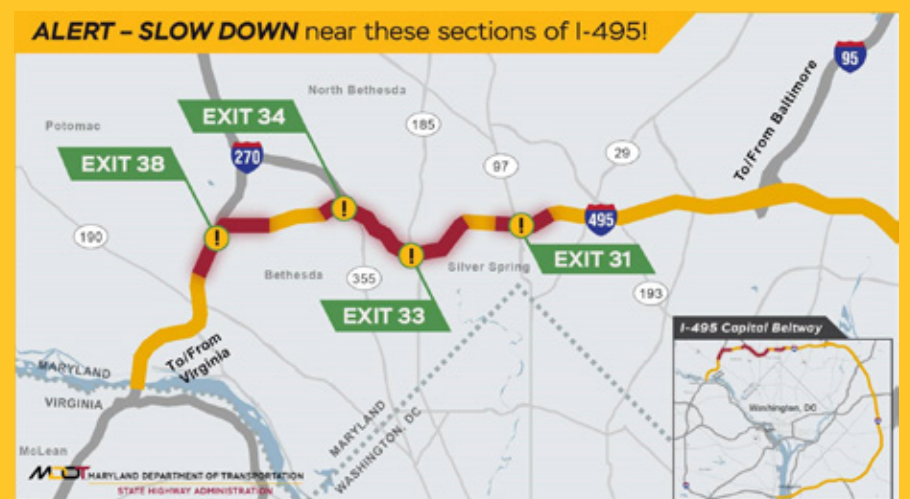 ALERT – SLOW DOWN near these sections of I-495!
95
To/From Baltimore
North Bethesda
EXIT 34
185
Potomac
270
97
29
EXIT 38
495
190
EXIT 31
Bethesda
355
Silver Spring
193
EXIT 33
I-495 Capital Beltway
To/From
Virginia
MARYLAND
VIRGINIA
Washington, DC
MARYLAND
WASHINGTON, DC
McLean
MDOT MARYLAND DEPARTMENT OF TRANSPORTATION
STATE HIGHWAY ADMINISTRATION